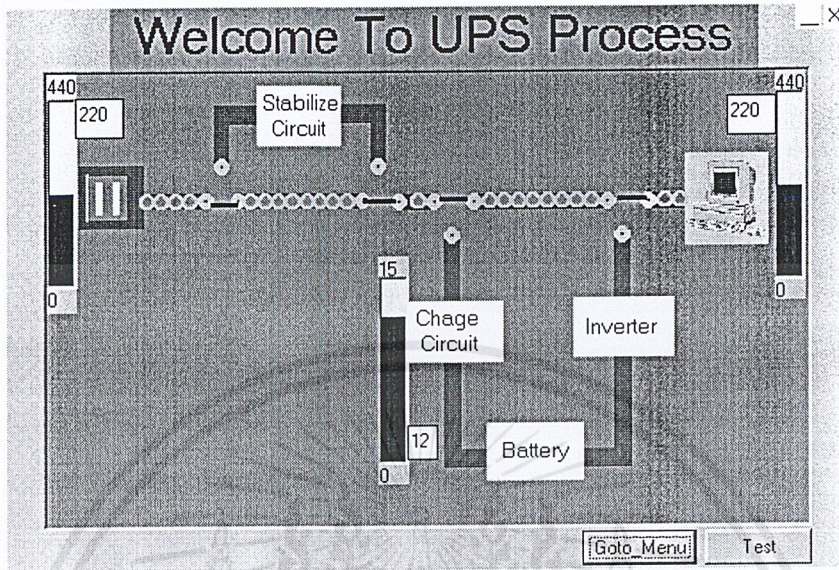 Welcome To UPS Process
440
220
Stabilize
Circuit
440
220
0
0
15
Chage
Circuit
Inverter
12
Battery
0
Goto_Menu
Test